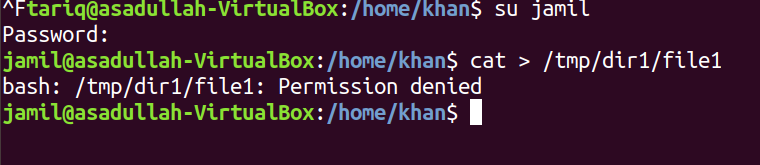 ^Ftariq@asadullah-VirtualBox:/home/khan$ su jamil
Password:
jamil@asadullah-VirtualBox:/home/khan$ cat > /tmp/dir1/file1
bash: /tmp/dir1/file1: Permission denied
jamil@asadullah-VirtualBox:/home/khan$